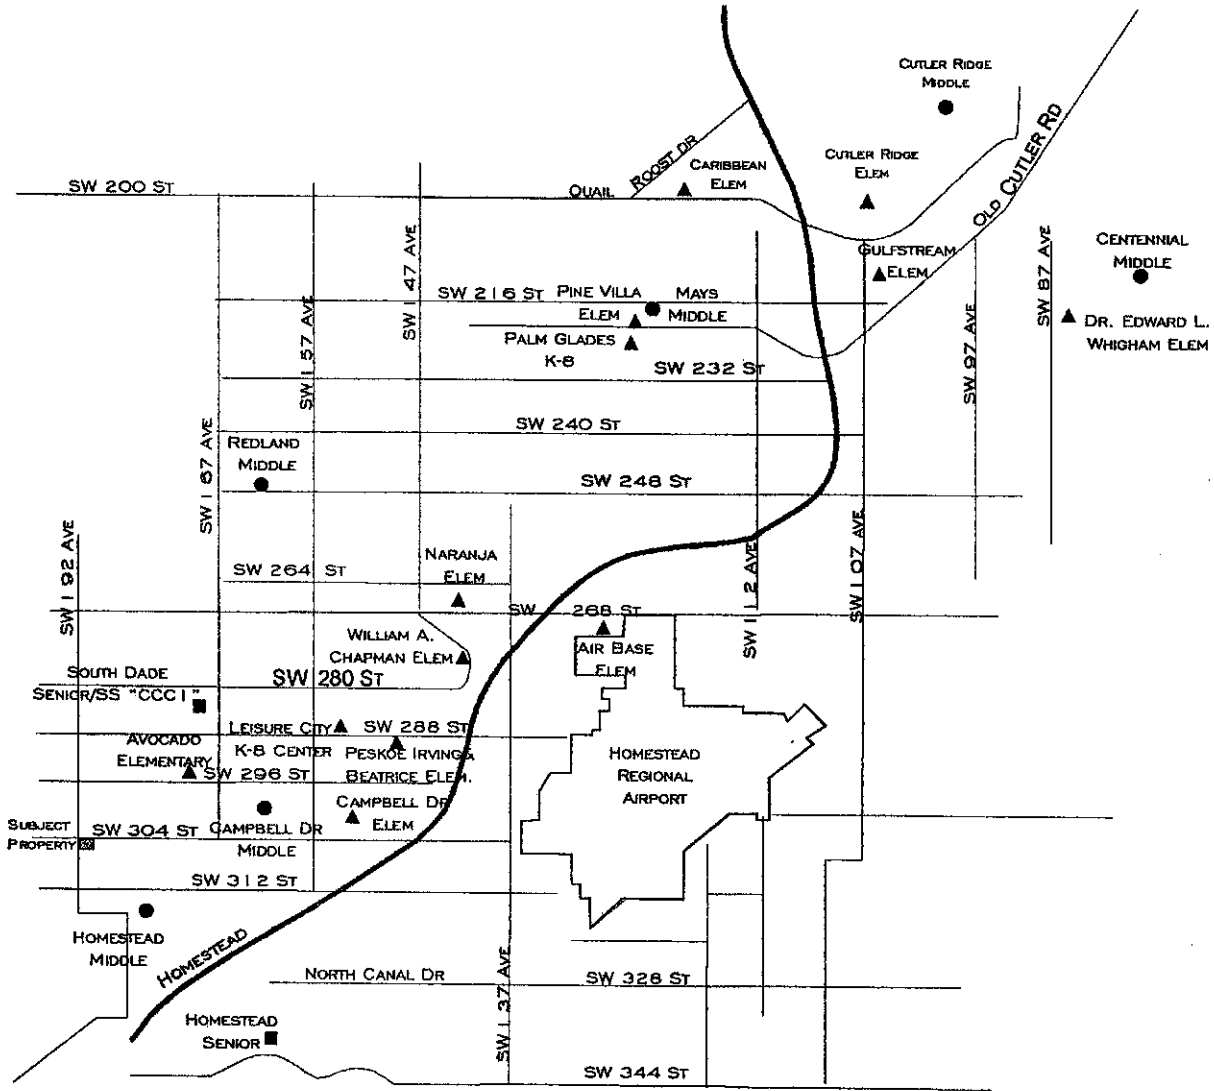 CUTLER RIDGE
MIDDLE
OLD CUTLER RD
ROOST DR
QUAIL
CARIBBEAN
ELEM
CUTLER RIDGE
ELEM
SW 200 ST
SW 147 AVE
GULFSTREAM
ELEM
SW 87 AVE
CENTENNIAL
MIDDLE
SW 216 ST
PINE VILLA
ELEM
MAYS
MIDDLE
DR. EDWARD L.
WHIGHAM ELEM
SW 157 AVE
PALM GLADES
K-8
SW 232 ST
SW 97 AVE
SW 240 ST
REDLAND
MIDDLE
SW 167 AVE
SW 248 ST
SW 192 AVE
SW 107 AVE
SW 112 AVE
NARANJA
ELEM
SW 264 ST
SW 268 ST
WILLIAM A.
CHAPMAN ELEM
AIR BASE
ELEM
SOUTH DADE
SENIOR/SS "CCC1"
SW 280 ST
LEISURE CITY
K-8 CENTER
SW 288 ST
AVOCADO
ELEMENTARY
PESKOE IRVING &
BEATRICE ELEM.
SW 296 ST
HOMESTEAD
REGIONAL
AIRPORT
CAMPBELL DR
ELEM
SUBJECT
PROPERTY
SW 304 ST
CAMPBELL DR
MIDDLE
SW 312 ST
HOMESTEAD
MIDDLE
HOMESTEAD
SW 137 AVE
NORTH CANAL DR
SW 328 ST
HOMESTEAD
SENIOR
SW 344 ST